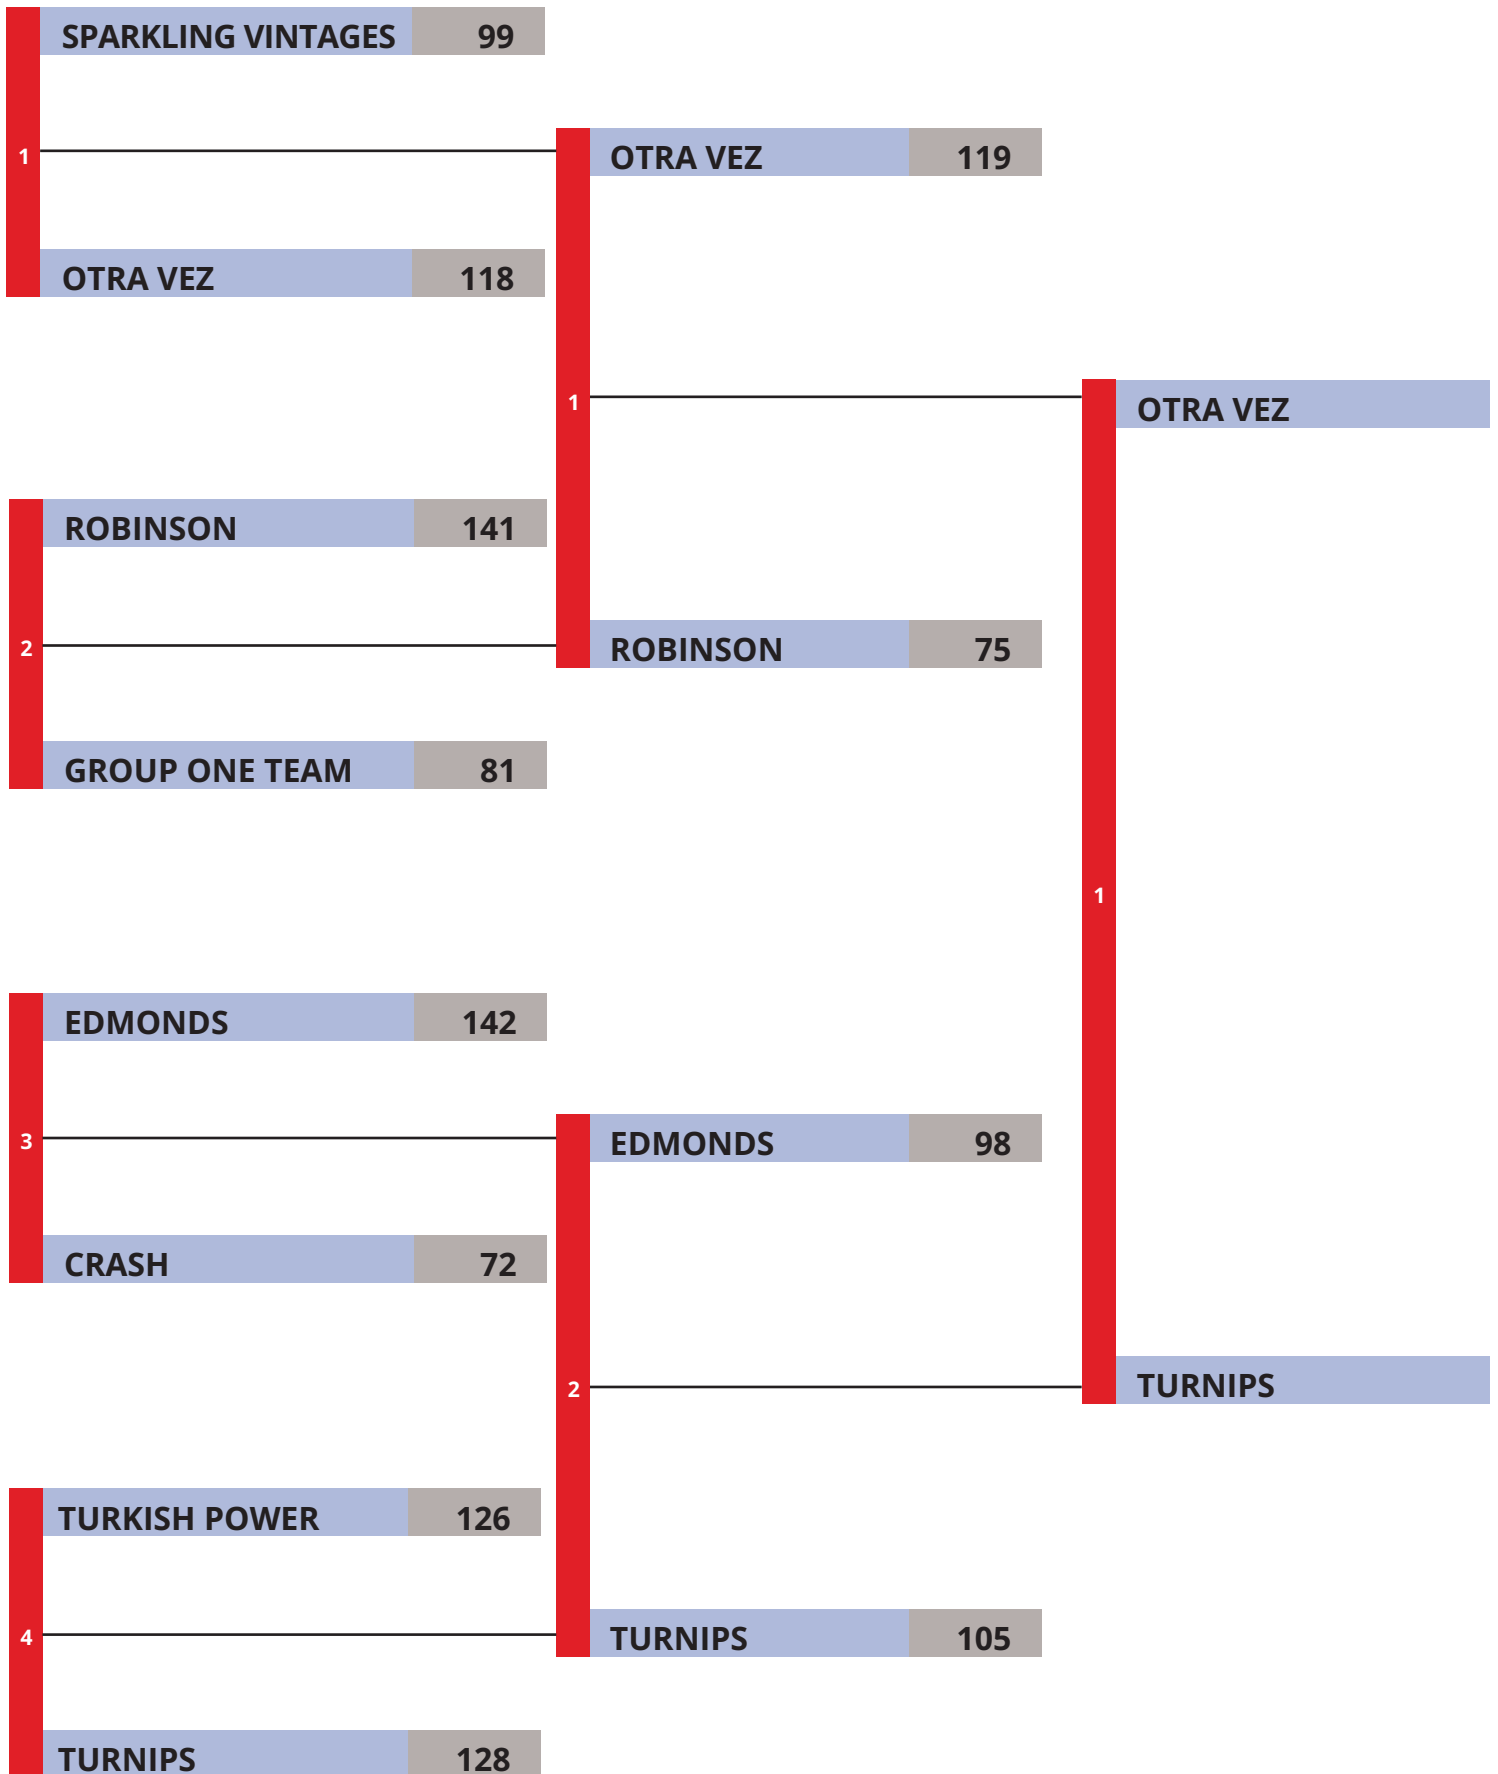 SPARKLING VINTAGES 99
1
OTRA VEZ 118
ROBINSON 141
2
GROUP ONE TEAM 81
EDMONDS 142
3
CRASH 72
TURKISH POWER 126
4
TURNIPS 128
OTRA VEZ 119
1
ROBINSON 75
EDMONDS 98
2
TURNIPS 105
OTRA VEZ
1
TURNIPS